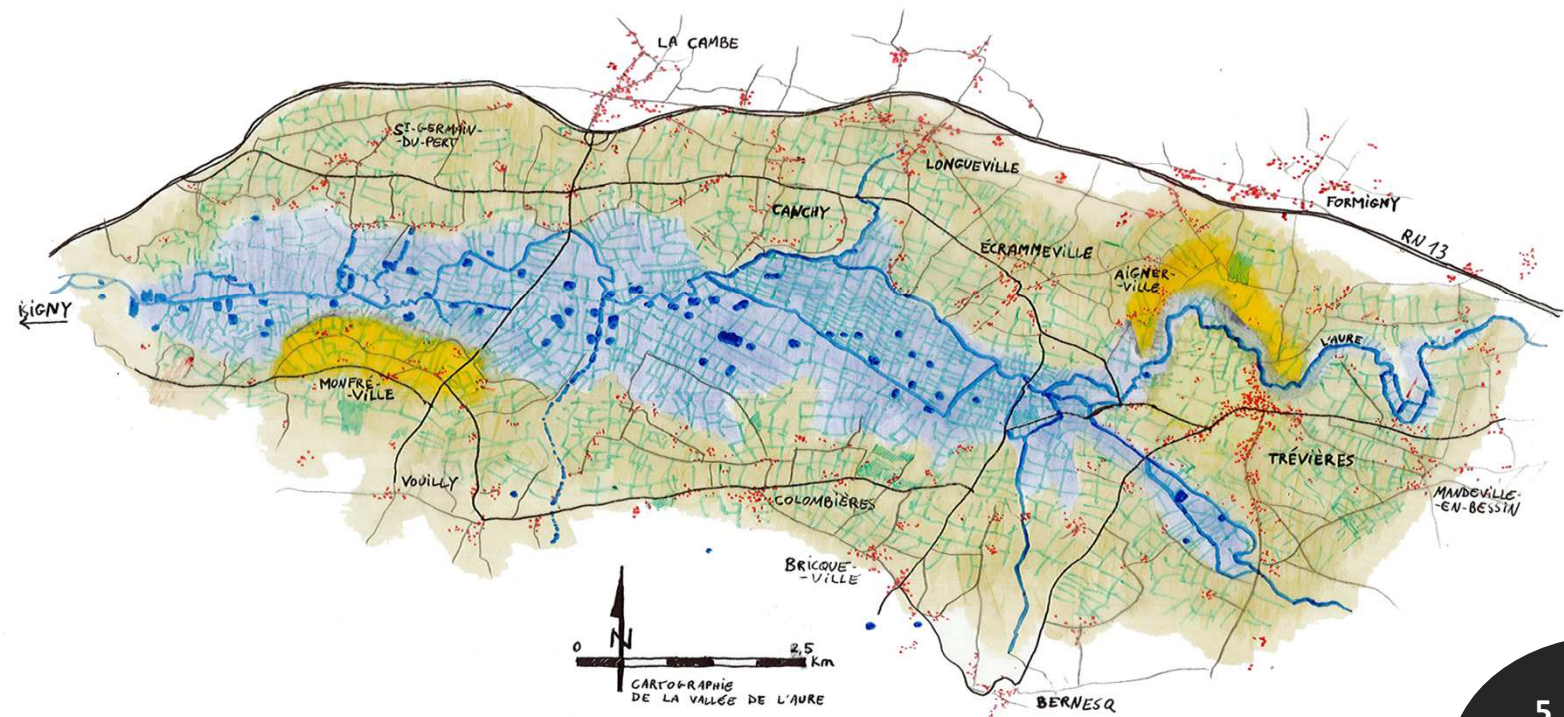 LA CAMBE
ST-GERMAIN-
-DU-PERT
LONGUEVILLE
CANCHY
FORMIGNY
RN 13
ÉCRAMMEVILLE
AIGNER-
-VILLE
ISIGNY
L'AURE
MONFRÉ-
-VILLE
TRÉVIÈRES
VOUILLY
COLOMBIÈRES
MANDEVILLE-
-EN-BESSIN
BRICQUE-
-VILLE
N
0
2,5
Km
CARTOGRAPHIE
DE LA VALLÉE DE L'AURE
BERNESQ
5